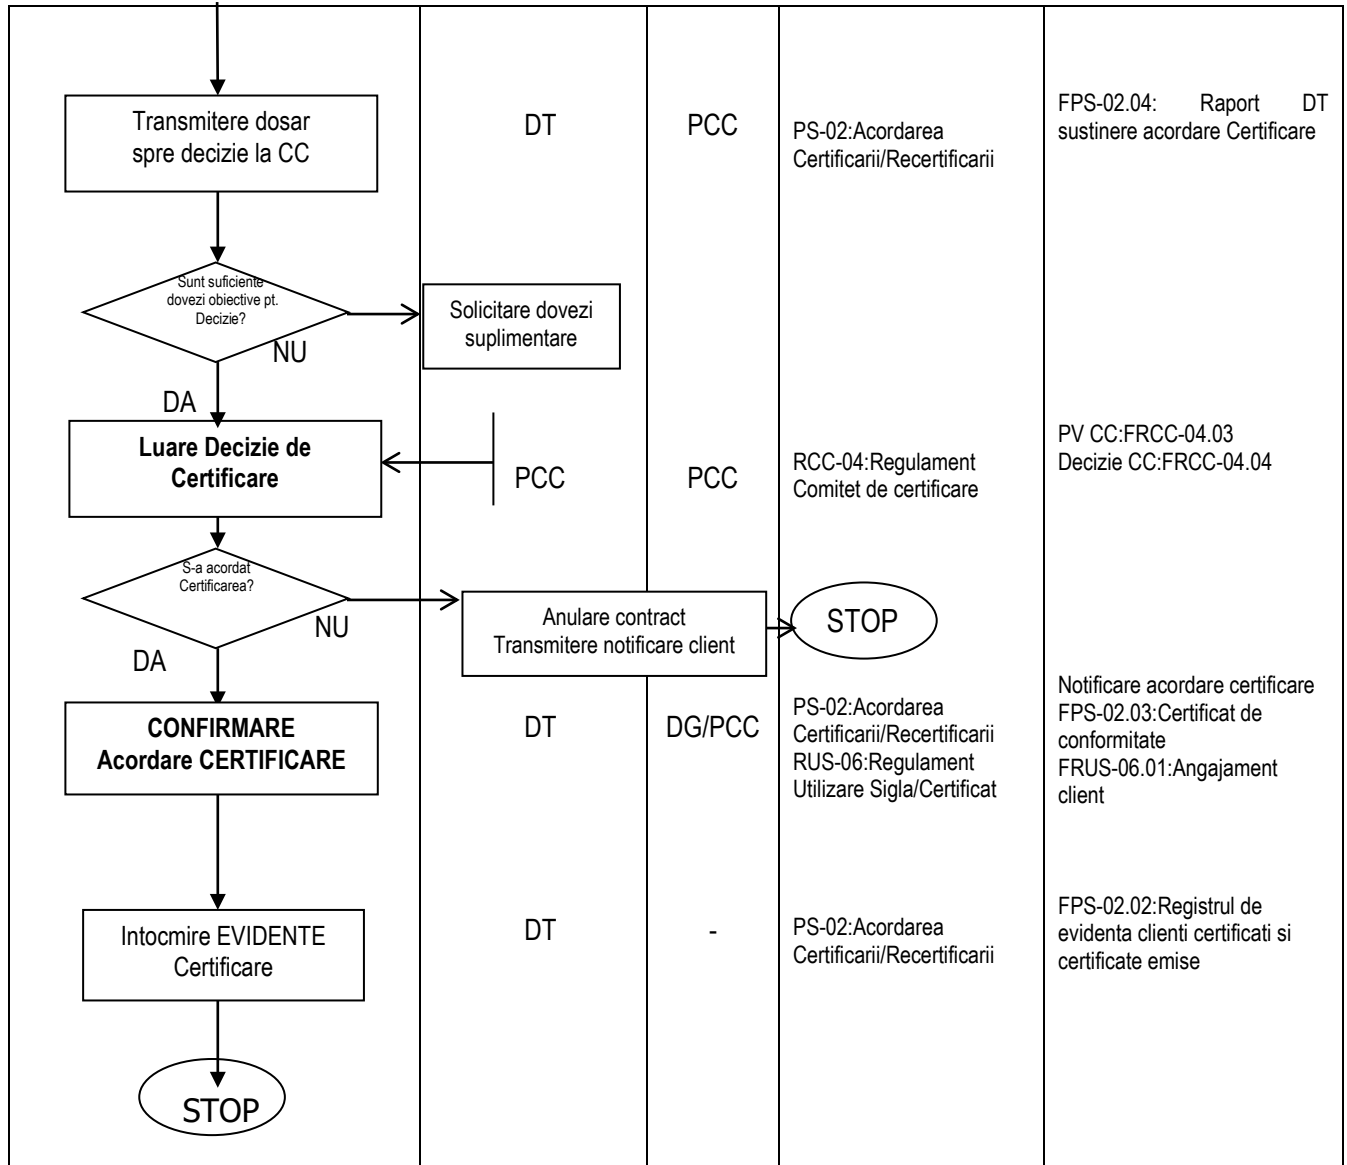 Transmitere dosar
spre decizie la CC
DT
PCC
PS-02:Acordarea
Certificarii/Recertificarii
FPS-02.04: Raport DT
sustinere acordare Certificare
Sunt suficiente
dovezi obiective pt.
Decizie?
NU
Solicitare dovezi
suplimentare
DA
Luare Decizie de
Certificare
PCC
PCC
RCC-04:Regulament
Comitet de certificare
PV CC:FRCC-04.03
Decizie CC:FRCC-04.04
S-a acordat
Certificarea?
NU
Anulare contract
Transmitere notificare client
STOP
DA
CONFIRMARE
Acordare CERTIFICARE
DT
DG/PCC
PS-02:Acordarea
Certificarii/Recertificarii
RUS-06:Regulament
Utilizare Sigla/Certificat
Notificare acordare certificare
FPS-02.03:Certificat de
conformitate
FRUS-06.01:Angajament
client
Intocmire EVIDENTE
Certificare
DT
-
PS-02:Acordarea
Certificarii/Recertificarii
FPS-02.02:Registrul de
evidenta clienti certificati si
certificate emise
STOP